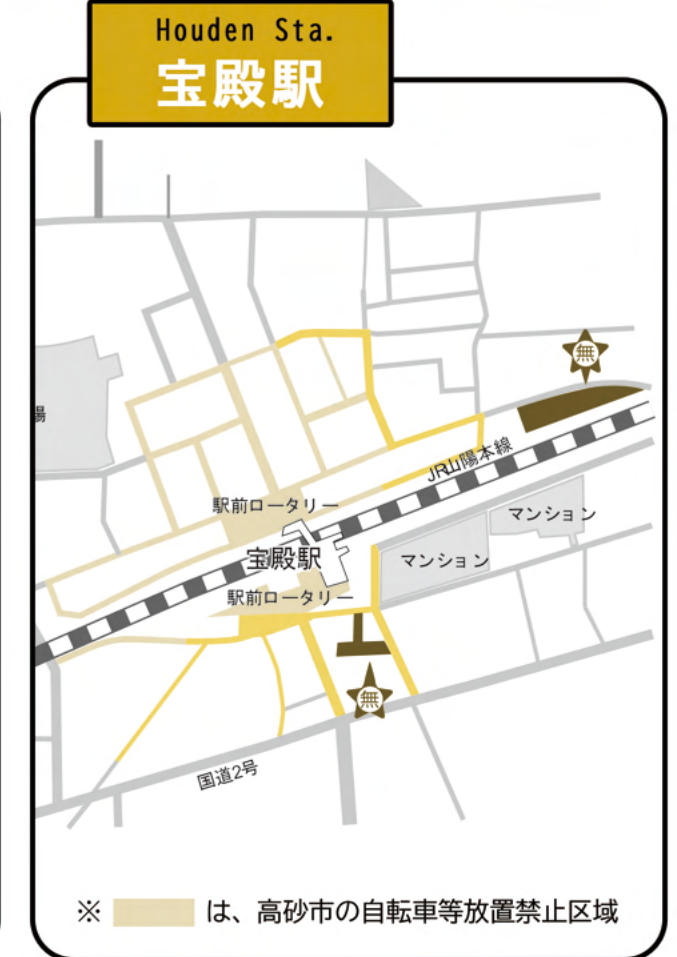 Houden Sta.
宝殿駅
無
場
JR山陽本線
駅前ロータリー
マンション
宝殿駅
マンション
駅前ロータリー
無
国道2号
※ は、高砂市の自転車等放置禁止区域